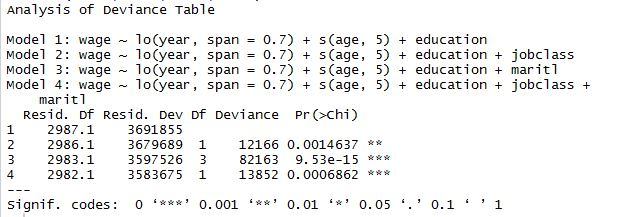 Analysis of Deviance Table

Model 1: wage ~ lo(year, span = 0.7) + s(age, 5) + education
Model 2: wage ~ lo(year, span = 0.7) + s(age, 5) + education + jobclass
Model 3: wage ~ lo(year, span = 0.7) + s(age, 5) + education + maritl
Model 4: wage ~ lo(year, span = 0.7) + s(age, 5) + education + jobclass +
    maritl
  Resid. Df Resid. Dev Df Deviance  Pr(>Chi)
1    2987.1    3691855
2    2986.1    3679689  1    12166 0.0014637 **
3    2983.1    3597526  3    82163  9.53e-15 ***
4    2982.1    3583675  1    13852 0.0006862 ***
---
Signif. codes:  0 ‘***’ 0.001 ‘**’ 0.01 ‘*’ 0.05 ‘.’ 0.1 ‘ ’ 1